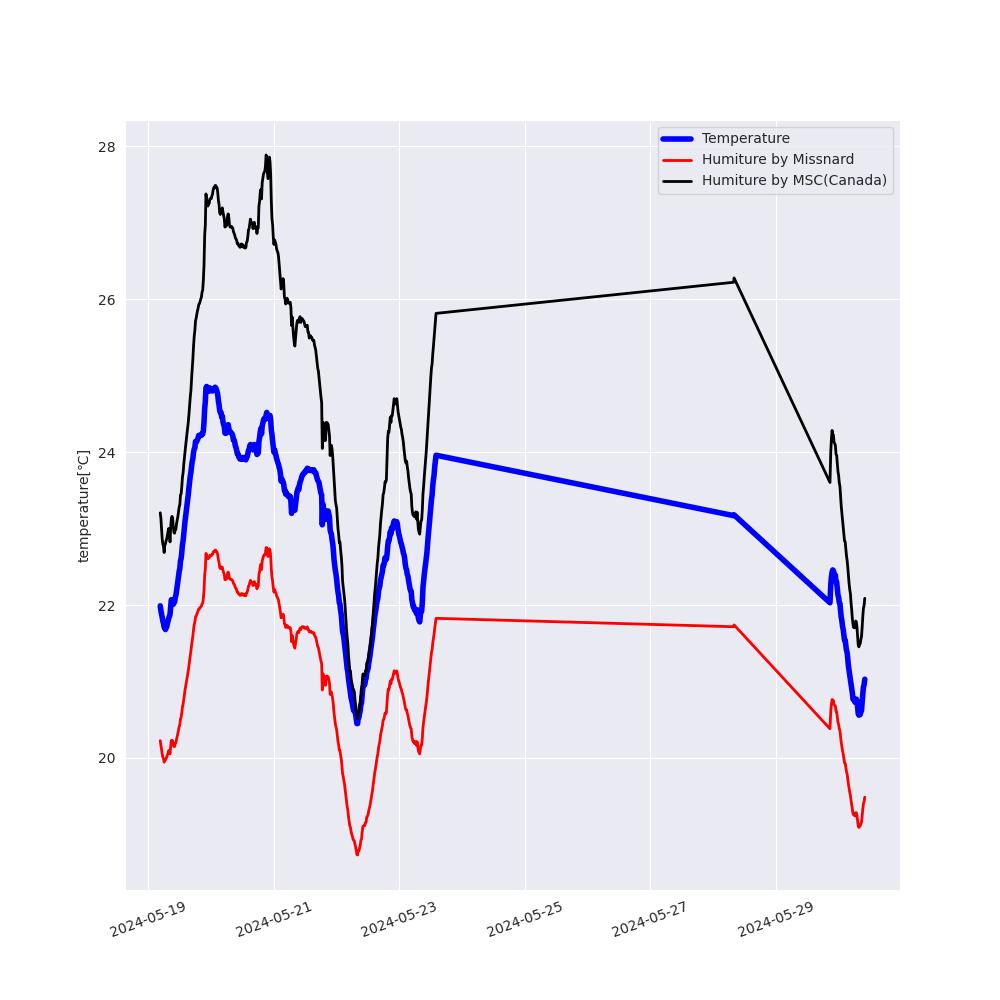 Temperature
Humiture by Missnard
Humiture by MSC(Canada)
28
26
24
22
20
temperature[℃]
2024-05-19
2024-05-21
2024-05-23
2024-05-25
2024-05-27
2024-05-29